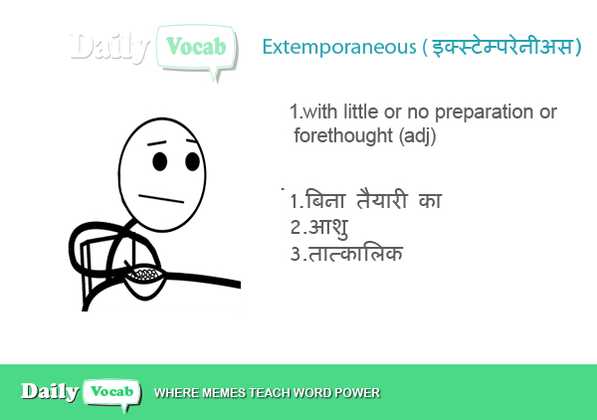 Daily Vocab
Extemporaneous ( इक्स्टेम्परेनीअस)
1.with little or no preparation or
forethought (adj)
1.बिना तैयारी का
2.आशु
3.तात्कालिक
Daily Vocab WHERE MEMES TEACH WORD POWER